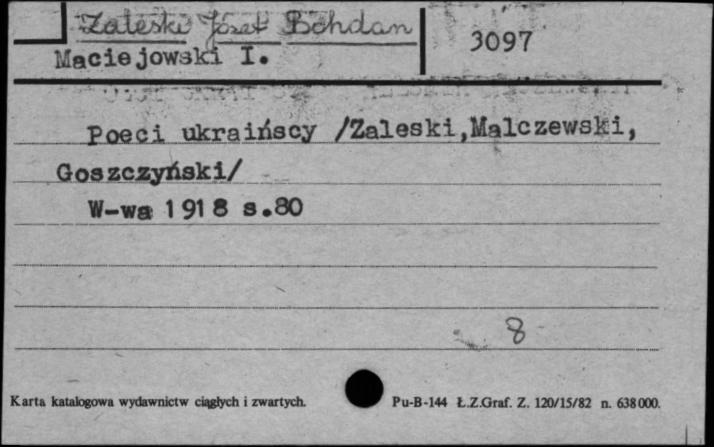 Zaleski Józef Bohdan
Maciejowski I.
3097
Poeci ukraińscy /Zaleski,Malczewski,
Goszczyński/
W-wa 1918 s.80
8
Karta katalogowa wydawnictw ciągłych i zwartych.
Pu-B-144 Ł.Z.Graf. Z. 120/15/82 n. 638000.